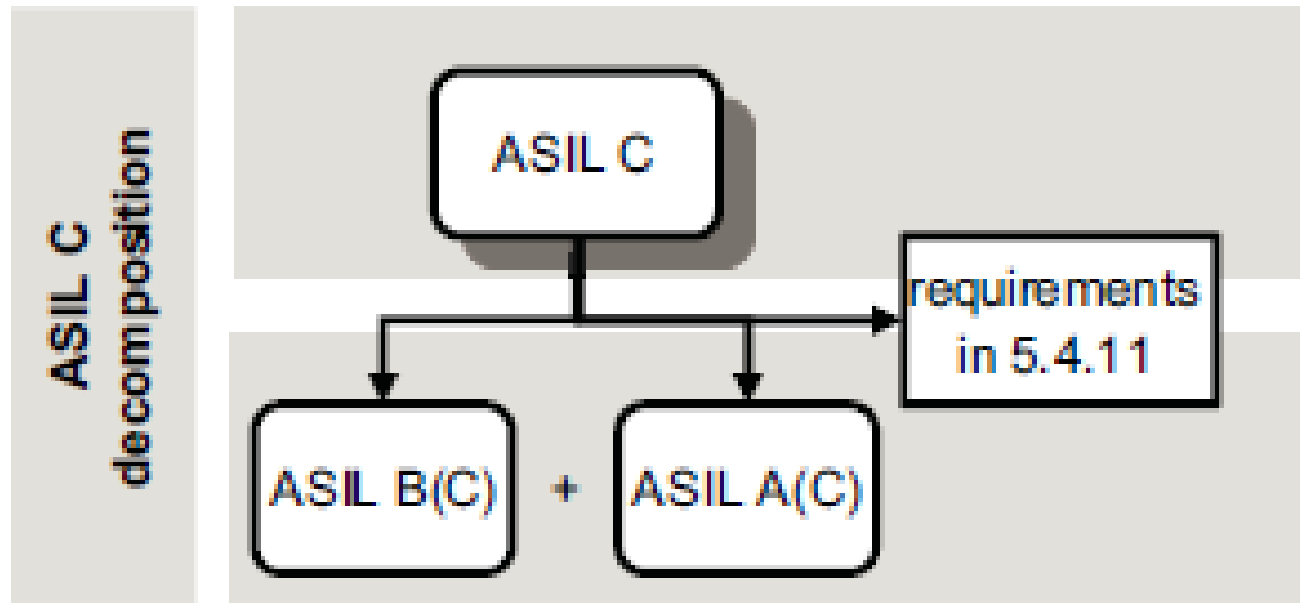 ASIL C
decomposition
ASIL C
requirements
in 5.4.11
ASIL B(C) + ASIL A(C)